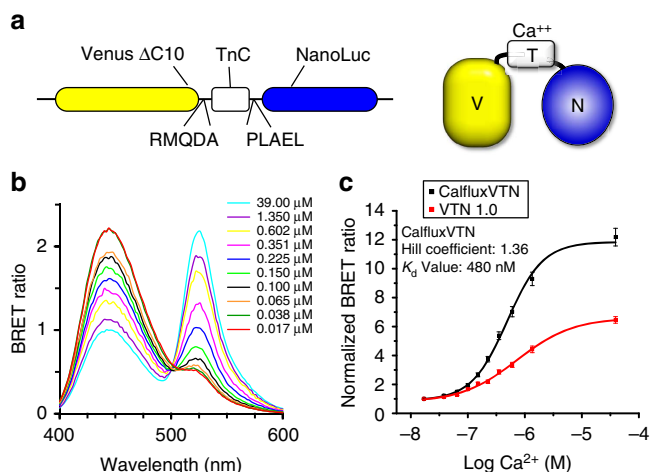 a
Venus ΔC10
TnC
NanoLuc
RMQDA
PLAEL
Ca++
T
V
N
b
BRET ratio
2
1
0
400
450
500
550
600
Wavelength (nm)
39.00 μM
1.350 μM
0.602 μM
0.351 μM
0.225 μM
0.150 μM
0.100 μM
0.065 μM
0.038 μM
0.017 μM
c
CalfluxVTN
VTN 1.0
CalfluxVTN
Hill coefficient: 1.36
Kd Value: 480 nM
Normalized BRET ratio
14
12
10
8
6
4
2
0
−8
−7
−6
−5
−4
Log Ca2+ (M)